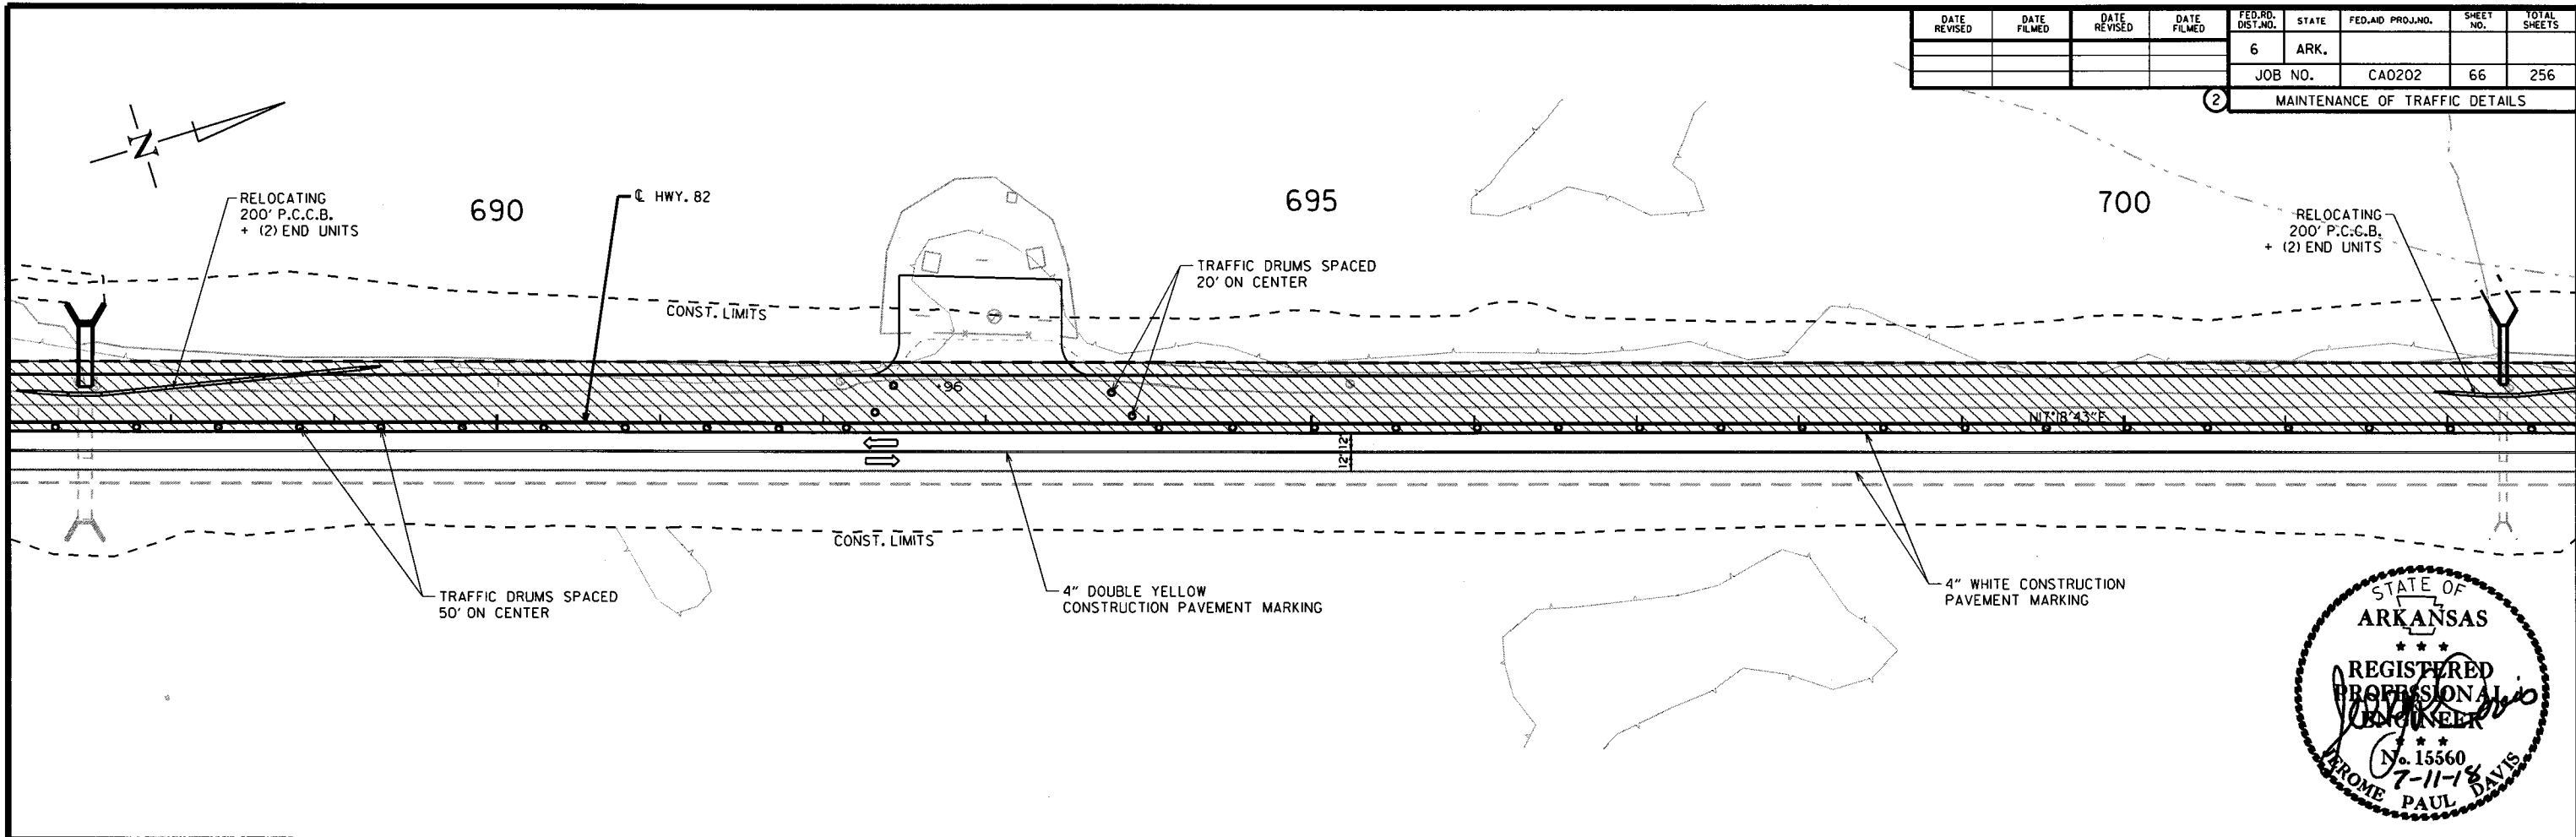 DATE REVISED
DATE FILMED
DATE REVISED
DATE FILMED
FED.RD. DIST.NO.
STATE
FED.AID PROJ.NO.
SHEET NO.
TOTAL SHEETS
6
ARK.
JOB NO.
CA0202
66
256
2
MAINTENANCE OF TRAFFIC DETAILS
N
RELOCATING
200' P.C.C.B.
+ (2) END UNITS
690
℄ HWY. 82
695
700
RELOCATING
200' P.C.C.B.
+ (2) END UNITS
TRAFFIC DRUMS SPACED
20' ON CENTER
CONST. LIMITS
+96
N17°18'43"E
12'
12'
CONST. LIMITS
TRAFFIC DRUMS SPACED
50' ON CENTER
4" DOUBLE YELLOW
CONSTRUCTION PAVEMENT MARKING
4" WHITE CONSTRUCTION
PAVEMENT MARKING
STATE OF
ARKANSAS
★ ★ ★
REGISTERED
PROFESSIONAL
ENGINEER
★ ★ ★
No. 15560
7-11-18
JEROME PAUL DAVIS